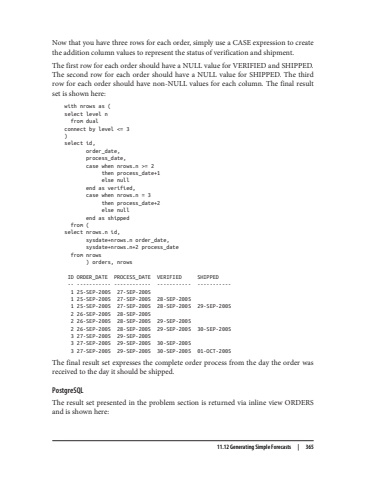 Now that you have three rows for each order, simply use a CASE expression to create
the addition column values to represent the status of verification and shipment.
The first row for each order should have a NULL value for VERIFIED and SHIPPED.
The second row for each order should have a NULL value for SHIPPED. The third
row for each order should have non-NULL values for each column. The final result
set is shown here:
with nrows as (
select level n
from dual
connect by level <= 3
)
select id,
order_date,
process_date,
case when nrows.n >= 2
then process_date+1
else null
end as verified,
case when nrows.n = 3
then process_date+2
else null
end as shipped
from (
select nrows.n id,
sysdate+nrows.n order_date,
sysdate+nrows.n+2 process_date
from nrows
) orders, nrows
ID ORDER_DATE PROCESS_DATE VERIFIED SHIPPED
-- ----------- ------------ ----------- -----------
1 25-SEP-2005 27-SEP-2005
1 25-SEP-2005 27-SEP-2005 28-SEP-2005
1 25-SEP-2005 27-SEP-2005 28-SEP-2005 29-SEP-2005
2 26-SEP-2005 28-SEP-2005
2 26-SEP-2005 28-SEP-2005 29-SEP-2005
2 26-SEP-2005 28-SEP-2005 29-SEP-2005 30-SEP-2005
3 27-SEP-2005 29-SEP-2005
3 27-SEP-2005 29-SEP-2005 30-SEP-2005
3 27-SEP-2005 29-SEP-2005 30-SEP-2005 01-OCT-2005
The final result set expresses the complete order process from the day the order was
received to the day it should be shipped.
PostgreSQL
The result set presented in the problem section is returned via inline view ORDERS
and is shown here:
11.12 Generating Simple Forecasts | 365